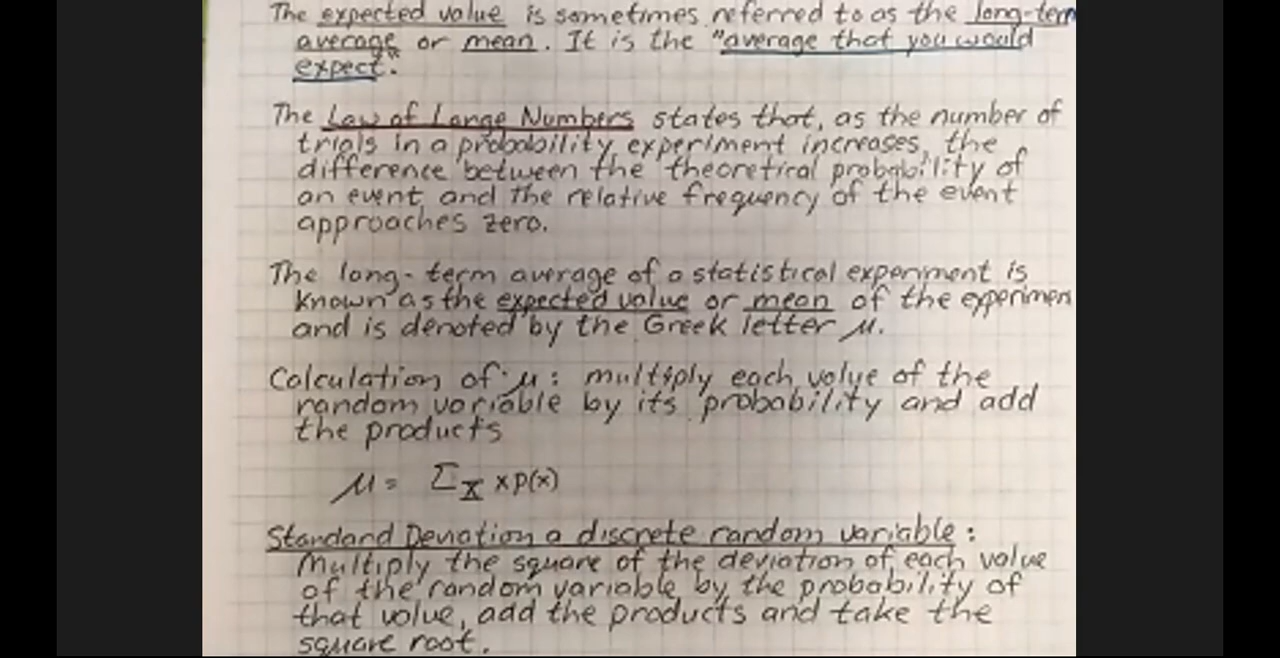 The expected value is sometimes referred to as the long-term
average or mean. It is the "average that you would
expect".
The Law of Large Numbers states that, as the number of
trials in a probability experiment increases, the
difference between the theoretical probability of
an event and the relative frequency of the event
approaches zero.
The long-term average of a statistical experiment is
known as the expected value or mean of the experimen
and is denoted by the Greek letter μ.
Calculation of μ: multiply each value of the
random variable by its probability and add
the products
μ = Σx xp(x)
Standard Deviation a discrete random variable:
Multiply the square of the deviation of each value
of the random variable by the probability of
that value, add the products and take the
square root.